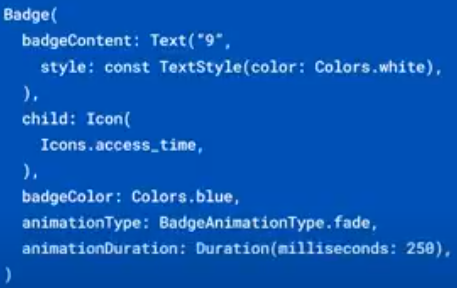 Badge(
  badgeContent: Text("9",
    style: const TextStyle(color: Colors.white),
  ),
  child: Icon(
    Icons.access_time,
  ),
  badgeColor: Colors.blue,
  animationType: BadgeAnimationType.fade,
  animationDuration: Duration(milliseconds: 250),
)